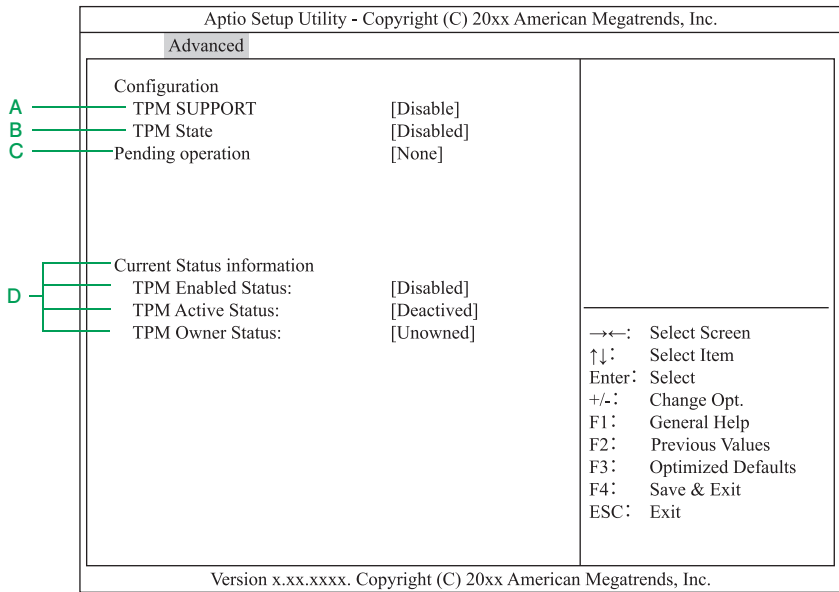 Aptio Setup Utility - Copyright (C) 20xx American Megatrends, Inc.
Advanced
Configuration
A TPM SUPPORT [Disable]
B TPM State [Disabled]
C Pending operation [None]
Current Status information
D
TPM Enabled Status: [Disabled]
TPM Active Status: [Deactived]
TPM Owner Status: [Unowned]
→←: Select Screen
↑↓: Select Item
Enter: Select
+/-: Change Opt.
F1: General Help
F2: Previous Values
F3: Optimized Defaults
F4: Save & Exit
ESC: Exit
Version x.xx.xxxx. Copyright (C) 20xx American Megatrends, Inc.